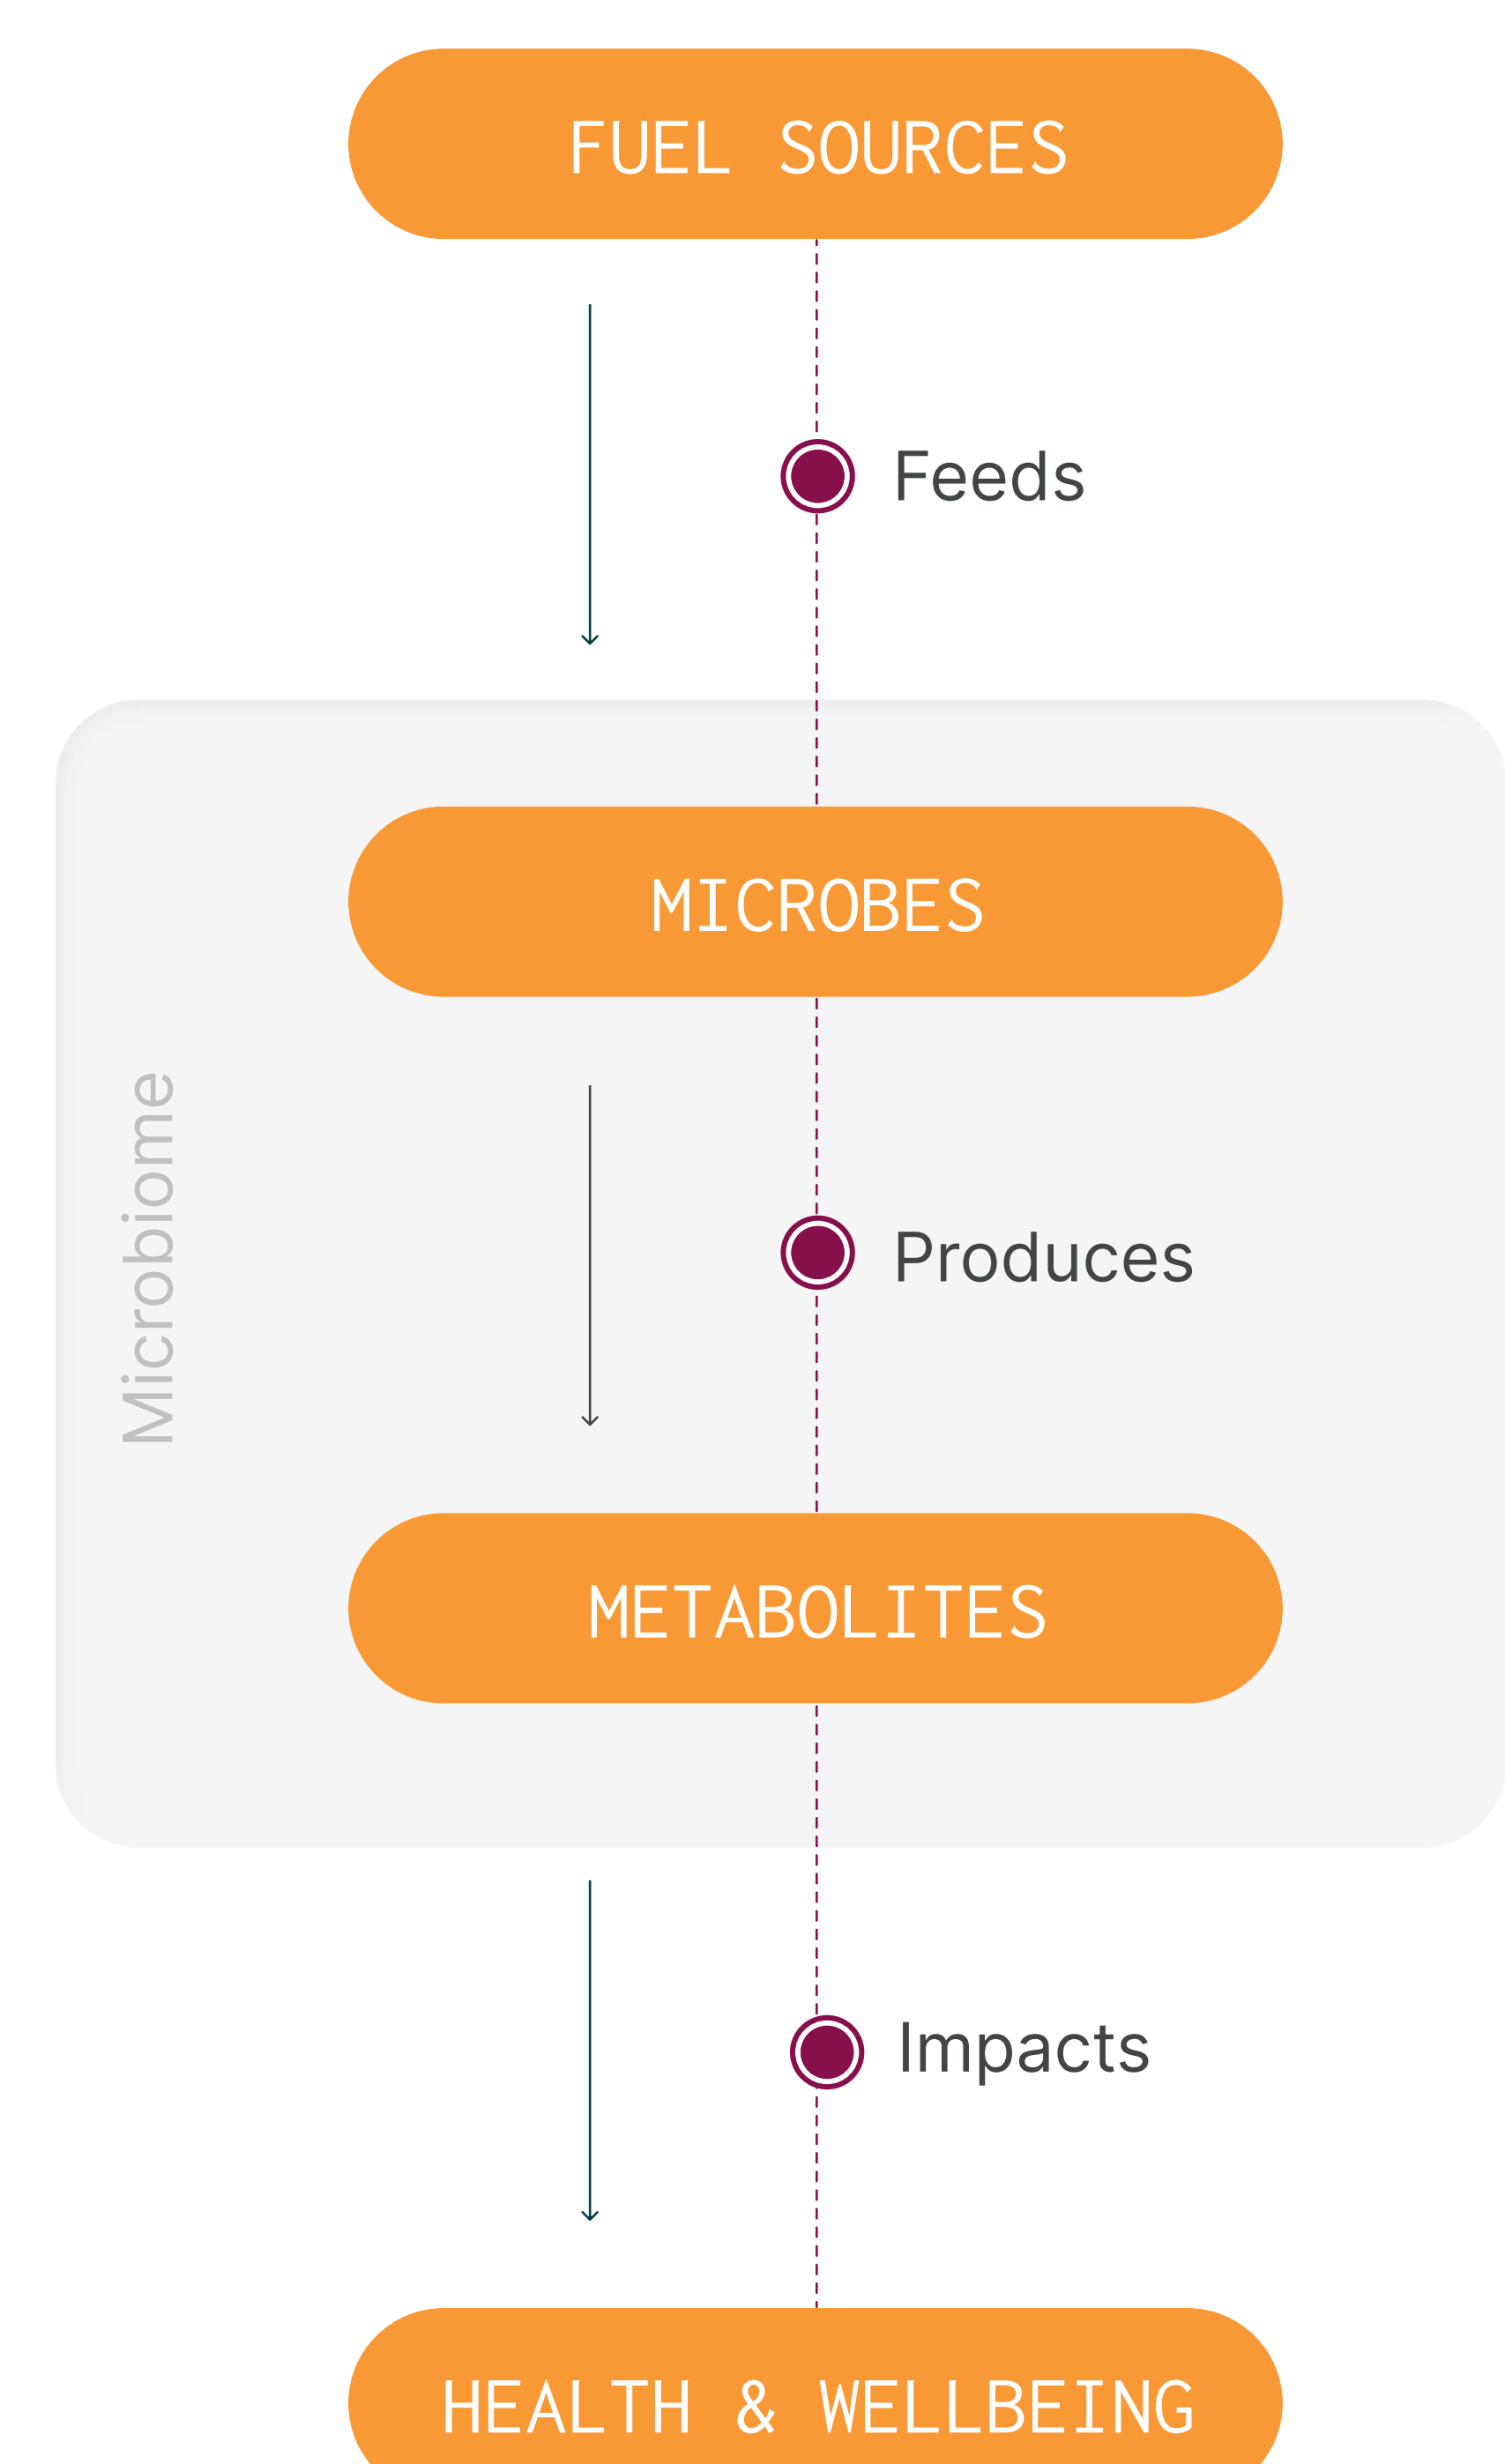 FUEL SOURCES
Feeds
MICROBES
Microbiome
Produces
METABOLITES
Impacts
HEALTH & WELLBEING